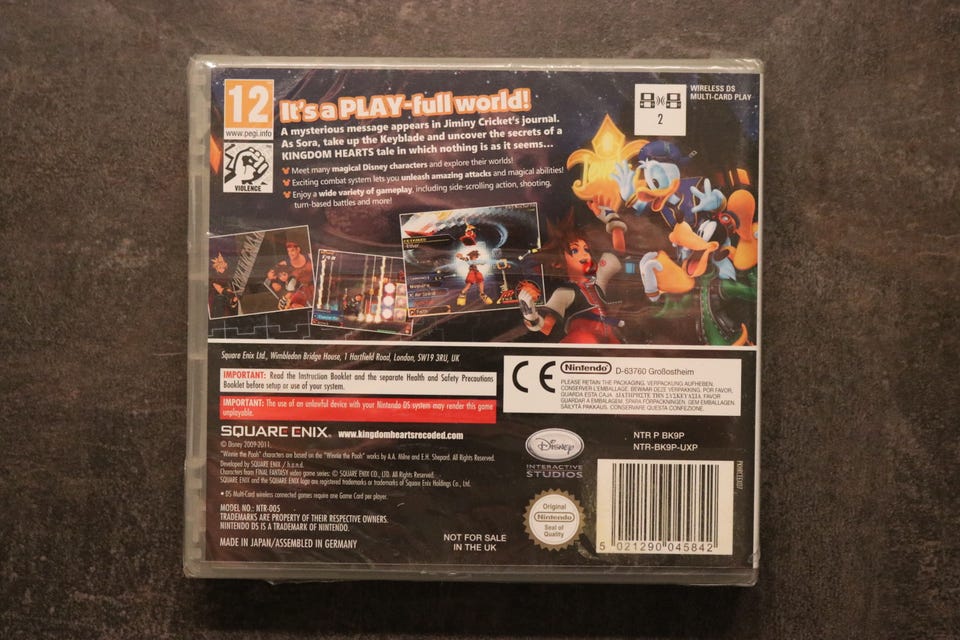 12
www.pegi.info
VIOLENCE
It's a PLAY-full world!
A mysterious message appears in Jiminy Cricket's journal.
As Sora, take up the Keyblade and uncover the secrets of a
KINGDOM HEARTS tale in which nothing is as it seems...
Meet many magical Disney characters and explore their worlds!
Exciting combat system lets you unleash amazing attacks and magical abilities!
Enjoy a wide variety of gameplay, including side-scrolling action, shooting,
turn-based battles and more!
2
WIRELESS DS
MULTI-CARD PLAY
Square Enix Ltd., Wimbledon Bridge House, 1 Hartfield Road, London, SW19 3RU, UK
IMPORTANT: Read the Instruction Booklet and the separate Health and Safety Precautions
Booklet before setup or use of your system.
IMPORTANT: The use of an unlawful device with your Nintendo DS system may render this game
unplayable.
SQUARE ENIX. www.kingdomheartsrecoded.com
© Disney 2009-2011.
"Winnie the Pooh" characters are based on the "Winnie the Pooh" works by A.A. Milne and E.H. Shepard. All Rights Reserved.
Developed by SQUARE ENIX / h.a.n.d.
Characters from FINAL FANTASY video game series: © SQUARE ENIX CO., LTD. All Rights Reserved.
SQUARE ENIX and the SQUARE ENIX logo are registered trademarks or trademarks of Square Enix Holdings Co., Ltd.
• DS Multi-Card wireless connected games require one Game Card per player.
MODEL NO.: NTR-005
TRADEMARKS ARE PROPERTY OF THEIR RESPECTIVE OWNERS.
NINTENDO DS IS A TRADEMARK OF NINTENDO.
MADE IN JAPAN/ASSEMBLED IN GERMANY
NOT FOR SALE
IN THE UK
CE
Nintendo D-63760 Großostheim
PLEASE RETAIN THE PACKAGING. VERPACKUNG AUFHEBEN.
CONSERVER L'EMBALLAGE. BEWAAR DEZE VERPAKKING. POR FAVOR,
GUARDA ESTA CAJA. ΔΙΑΤΗΡΗΣΤΕ ΤΗΝ ΣΥΣΚΕΥΑΣΙΑ. FAVOR
GUARDAR A EMBALAGEM. SPARA FÖRPACKNINGEN. GEM EMBALLAGEN.
SÄILYTÄ PAKKAUS. CONSERVARE QUESTA CONFEZIONE.
Disney
INTERACTIVE
STUDIOS
NTR P BK9P
NTR-BK9P-UXP
Original
Nintendo
Seal of
Quality
5 021290 045842